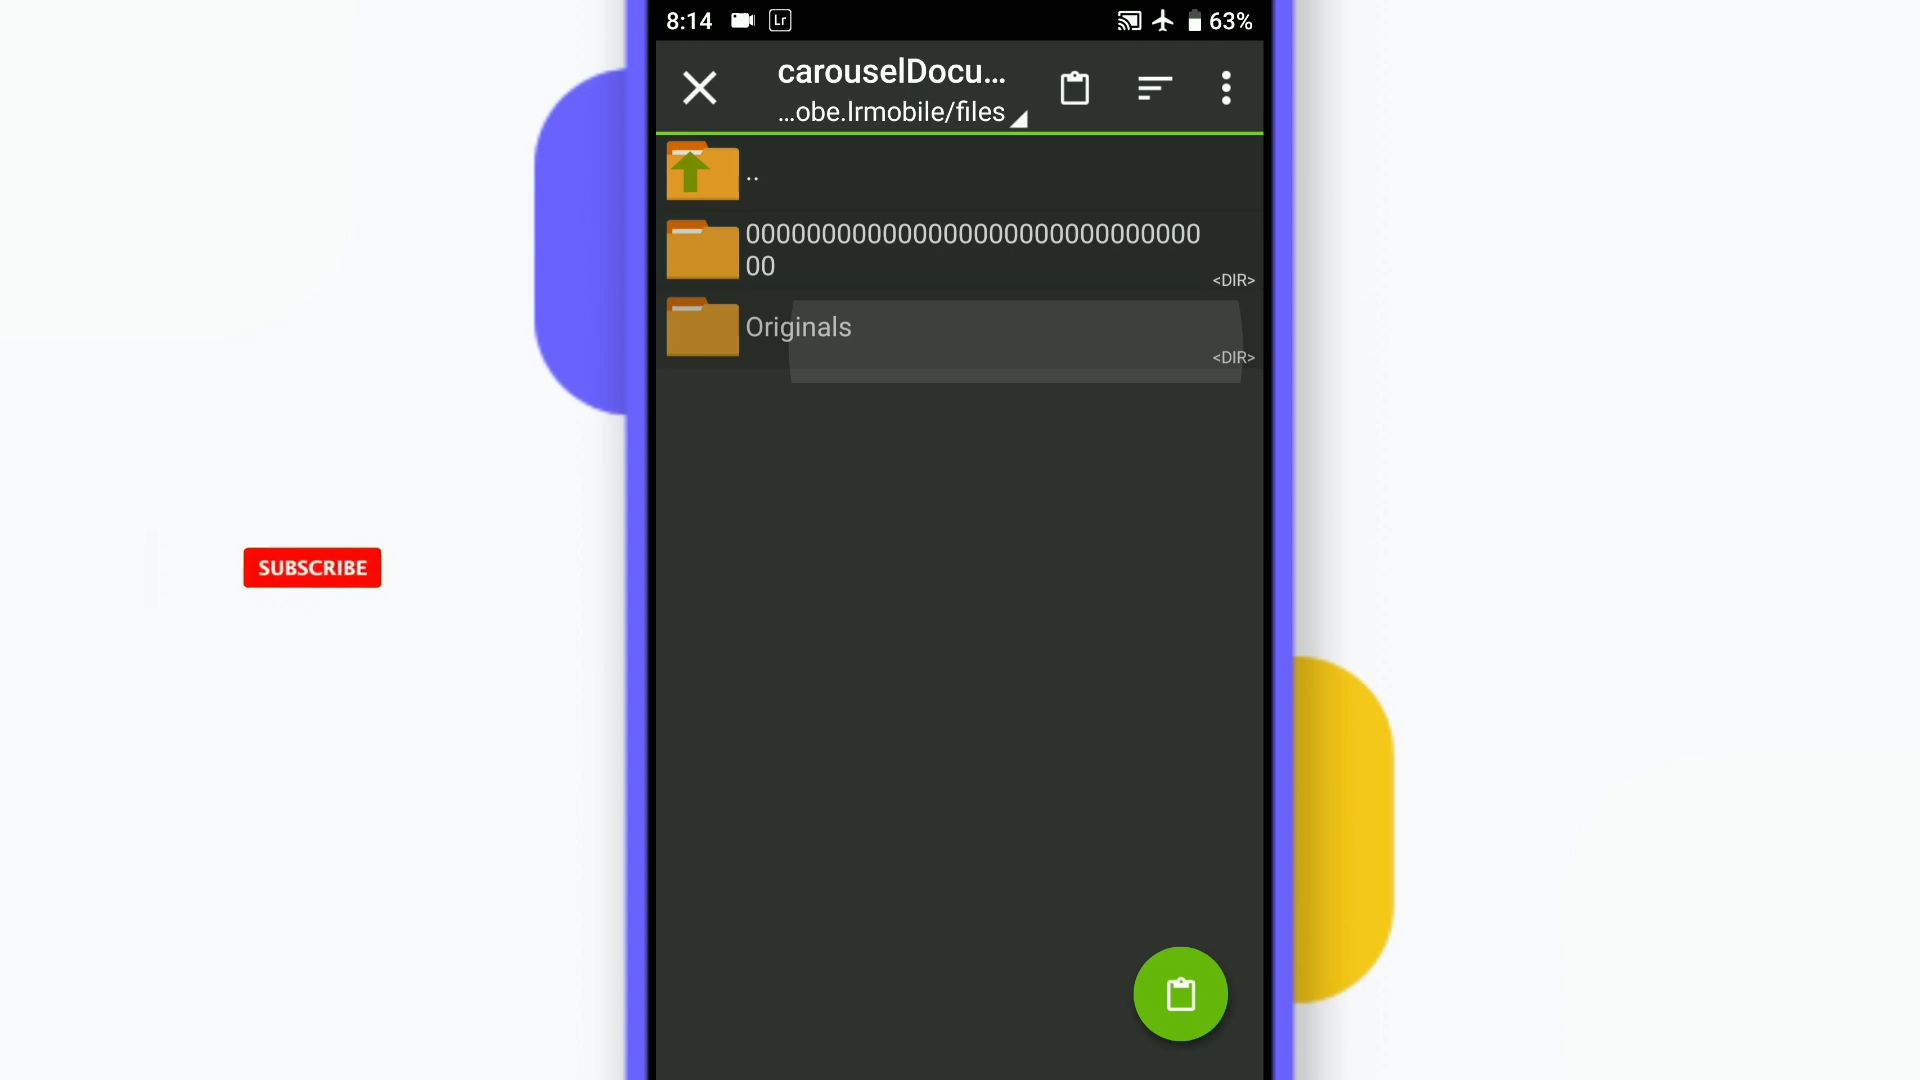 8:14 Lr 63%
carouselDocu...
...obe.lrmobile/files
..
000000000000000000000000000000
00
<DIR>
Originals
<DIR>
SUBSCRIBE